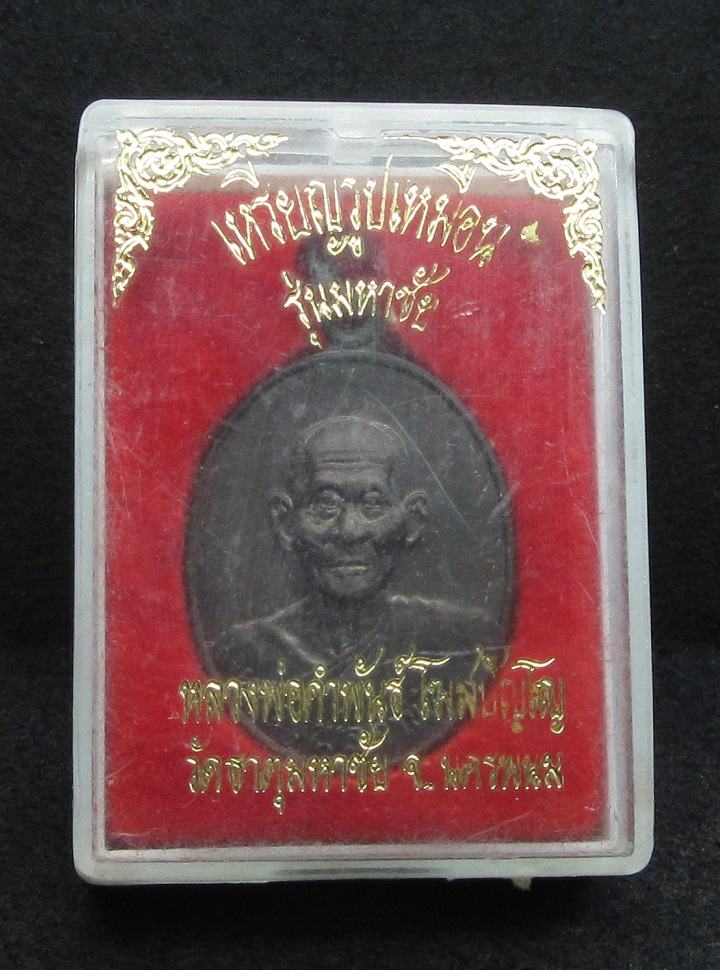 เหรียญรูปเหมือน
รุ่นมหาชัย
หลวงพ่อคำพันธ์ โฆสปัญโญ
วัดธาตุมหาชัย จ. นครพนม